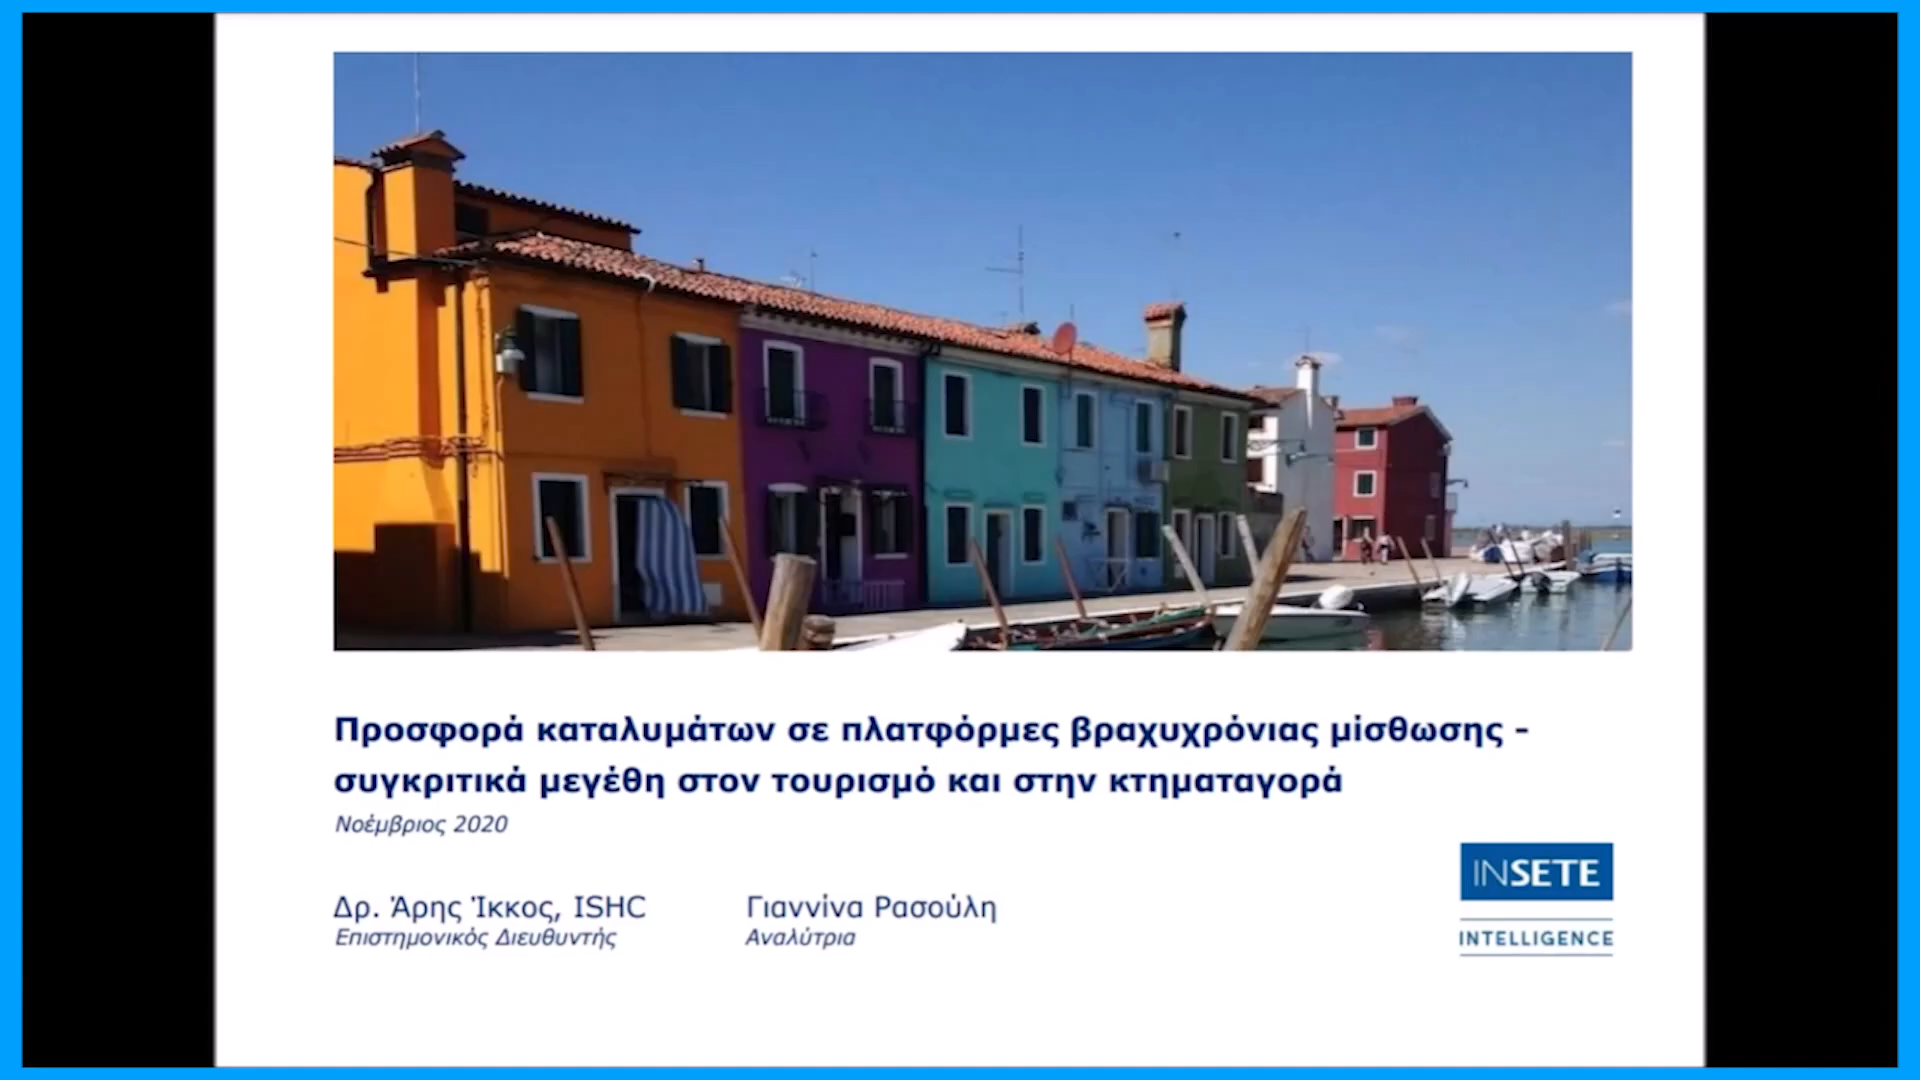 Προσφορά καταλυμάτων σε πλατφόρμες βραχυχρόνιας μίσθωσης -
συγκριτικά μεγέθη στον τουρισμό και στην κτηματαγορά
Νοέμβριος 2020
Δρ. Άρης Ίκκος, ISHC
Επιστημονικός Διευθυντής
Γιαννίνα Ρασούλη
Αναλύτρια
INSETE
INTELLIGENCE